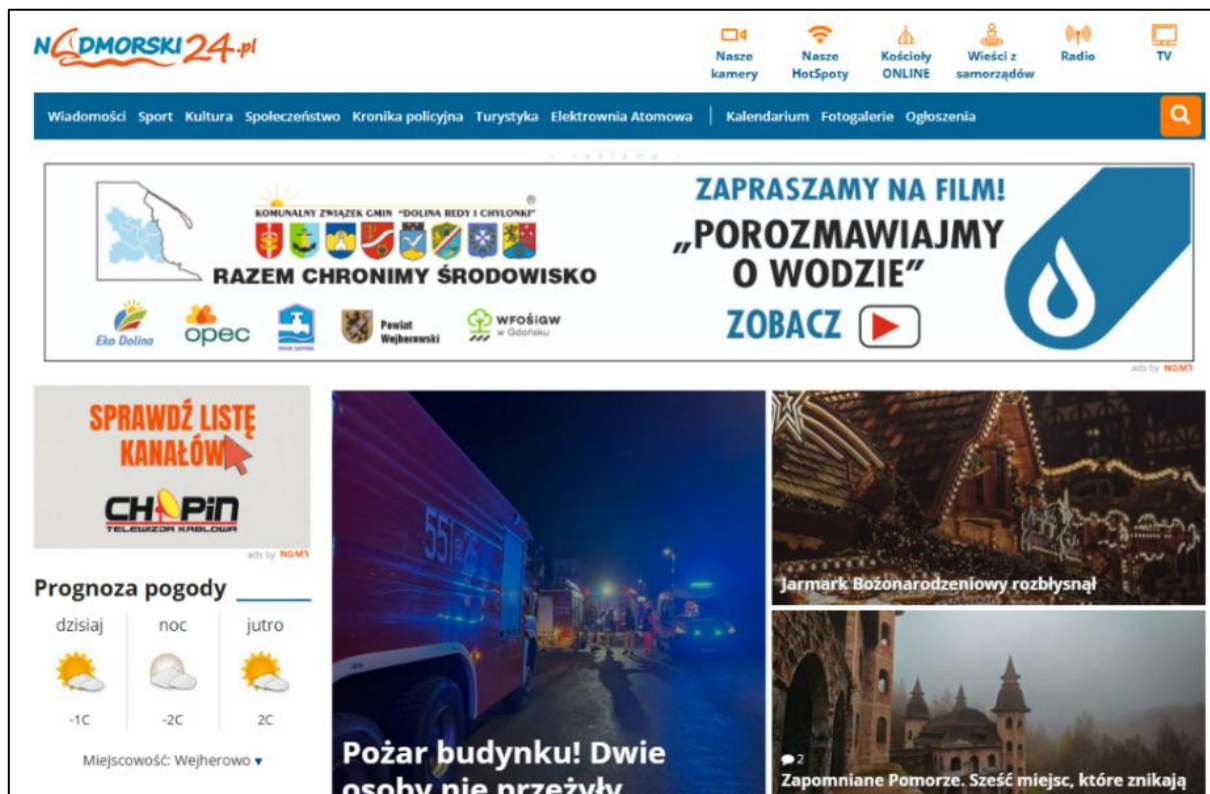 NADMORSKI24.pl
Nasze kamery
Nasze HotSpoty
Kościoły ONLINE
Wieści z samorządów
Radio
TV
Wiadomości Sport Kultura Społeczeństwo Kronika policyjna Turystyka Elektrownia Atomowa | Kalendarium Fotogalerie Ogłoszenia
- reklama -
KOMUNALNY ZWIĄZEK GMIN "DOLINA REDY I CHYLONKI"
®
RAZEM CHRONIMY ŚRODOWISKO
Eko Dolina
opec
Powiat
Wejherowski
WFOŚiGW
w Gdańsku
ZAPRASZAMY NA FILM!
„POROZMAWIAJMY
O WODZIE”
ZOBACZ
ads by NGM
SPRAWDŹ LISTĘ
KANAŁÓW
CHOPiN
TELEWIZJA KABLOWA
ads by NGM
Prognoza pogody
dzisiaj noc jutro
-1C -2C 2C
Miejscowość: Wejherowo
551
Pożar budynku! Dwie
osoby nie przeżyły
Jarmark Bożonarodzeniowy rozbłysnął
2
Zapomniane Pomorze. Sześć miejsc, które znikają